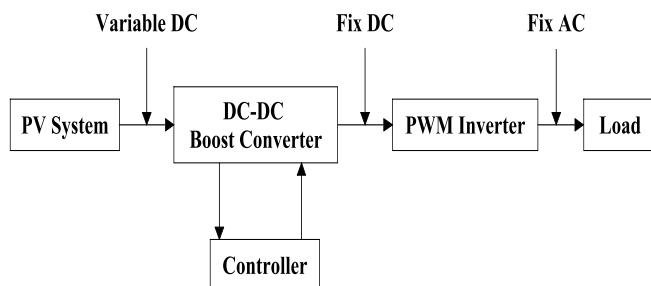 Variable DC
Fix DC
Fix AC
PV System
DC-DC
Boost Converter
PWM Inverter
Load
Controller